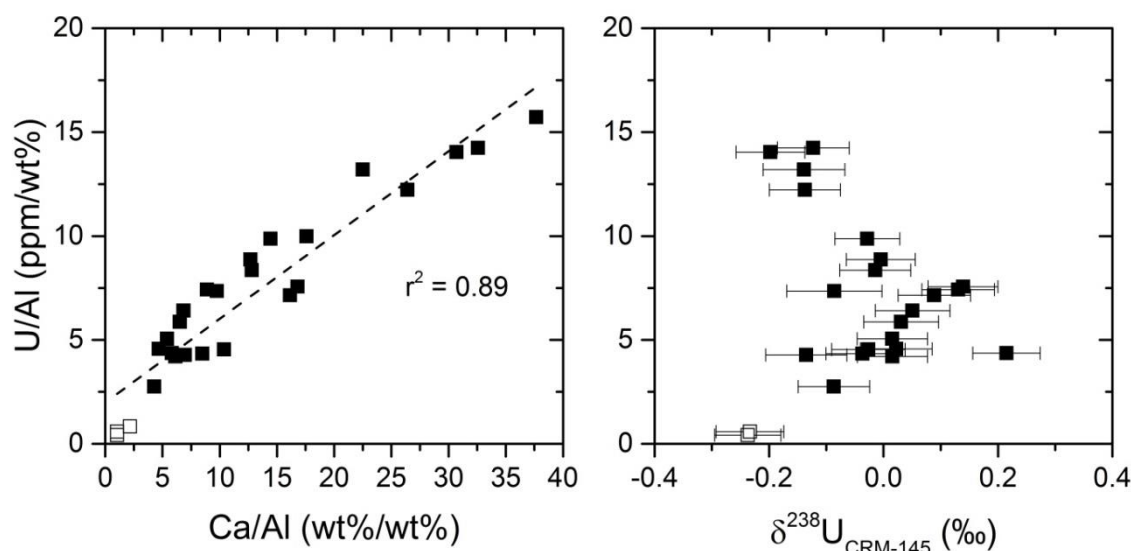 U/Al (ppm/wt%)
20
15
10
5
0
r² = 0.89
0 5 10 15 20 25 30 35 40
Ca/Al (wt%/wt%)
20
15
10
5
0
-0.4 -0.2 0.0 0.2 0.4
δ²³⁸U_CRM-145 (‰)